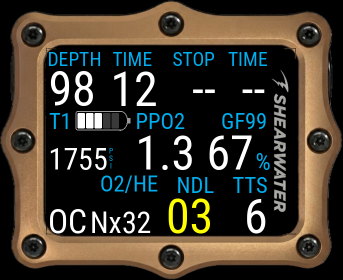 DEPTH TIME STOP TIME
98 12 -- --
T1 PPO2 GF99
1755 PSI 1.3 67%
O2/HE NDL TTS
OC Nx32 03 6
SHEARWATER